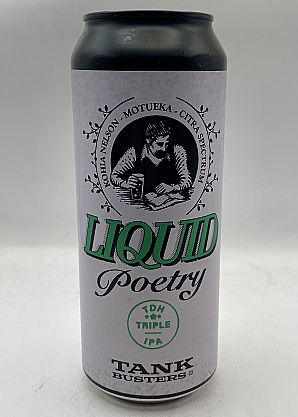 KOHIA NELSON - MOTUEKA - CITRA SPECTRUM
LIQUID
Poetry
TDH
TRIPLE
IPA
TANK
BUSTERS